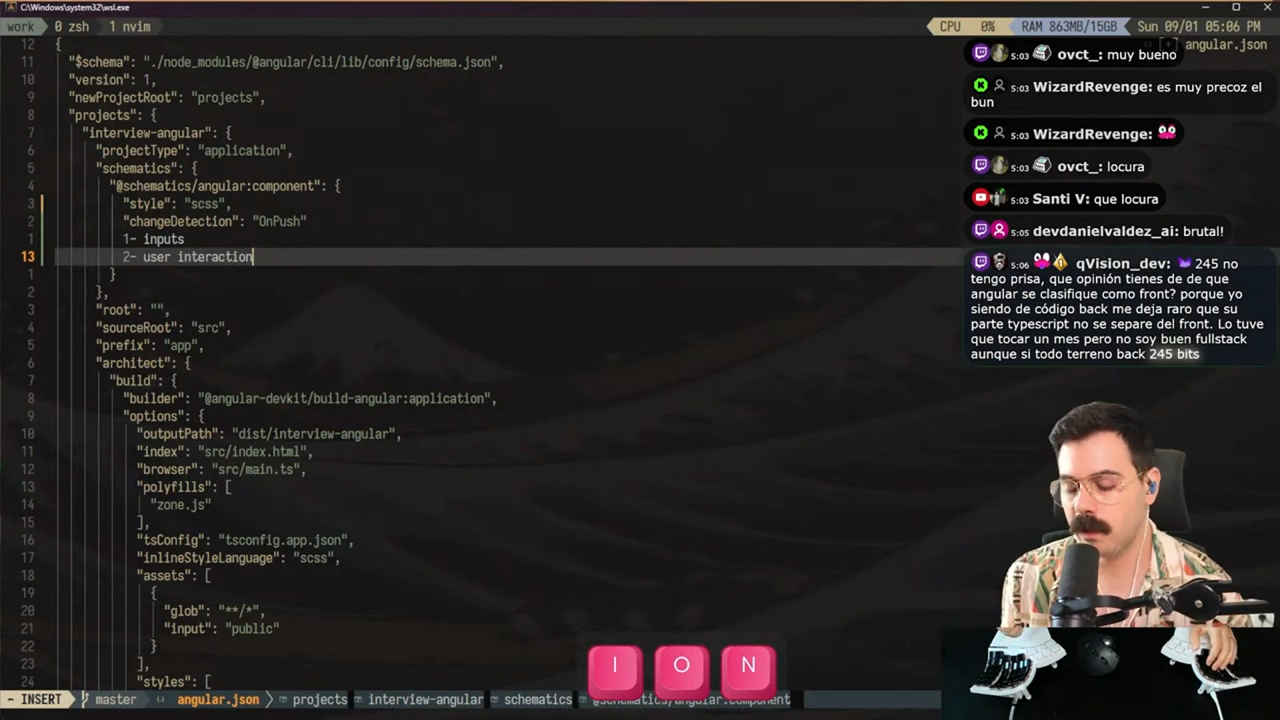 C:\Windows\system32\wsl.exe
work 0 zsh 1 nvim
CPU 0% RAM 863MB/15GB Sun 09/01 05:06 PM
angular.json
12 {
11 "$schema": "./node_modules/@angular/cli/lib/config/schema.json",
10 "version": 1,
9 "newProjectRoot": "projects",
8 "projects": {
7 "interview-angular": {
6 "projectType": "application",
5 "schematics": {
4 "@schematics/angular:component": {
3 "style": "scss",
2 "changeDetection": "OnPush"
1 1- inputs
13 2- user interaction
1 }
2 },
3 "root": "",
4 "sourceRoot": "src",
5 "prefix": "app",
6 "architect": {
7 "build": {
8 "builder": "@angular-devkit/build-angular:application",
9 "options": {
10 "outputPath": "dist/interview-angular",
11 "index": "src/index.html",
12 "browser": "src/main.ts",
13 "polyfills": [
14 "zone.js"
15 ],
16 "tsConfig": "tsconfig.app.json",
17 "inlineStyleLanguage": "scss",
18 "assets": [
19 {
20 "glob": "**/*",
21 "input": "public"
22 }
23 ],
24 "styles": [
- INSERT master angular.json projects interview-angular schematics @schematics/angular:component
5:03 ovct_: muy bueno
5:03 WizardRevenge: es muy precoz el
bun
5:03 WizardRevenge:
5:03 ovct_: locura
5:03 Santi V: que locura
5:05 devdanielvaldez_ai: brutal!
5:06 qVision_dev: 245 no
tengo prisa, que opinión tienes de de que
angular se clasifique como front? porque yo
siendo de código back me deja raro que su
parte typescript no se separe del front. Lo tuve
que tocar un mes pero no soy buen fullstack
aunque si todo terreno back 245 bits
I O N